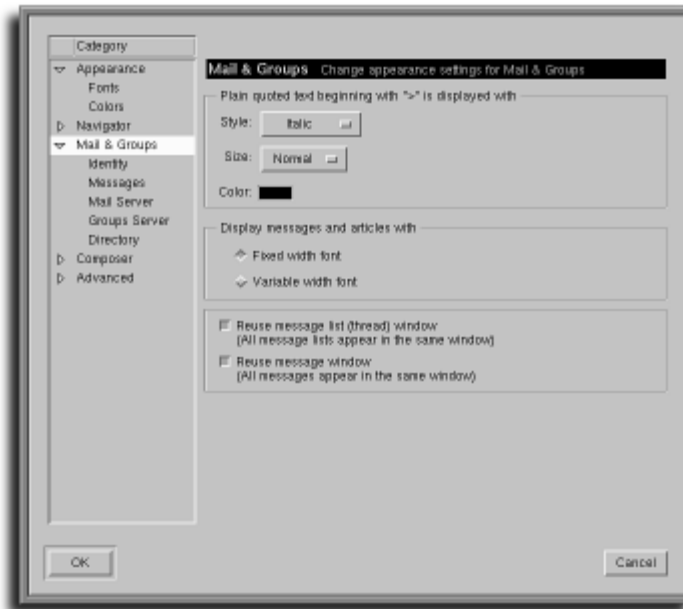 Category
Appearance
Fonts
Colors
Navigator
Mail & Groups
Identity
Messages
Mail Server
Groups Server
Directory
Composer
Advanced
Mail & Groups Change appearance settings for Mail & Groups
Plain quoted text beginning with ">" is displayed with
Style: Italic
Size: Normal
Color:
Display messages and articles with
Fixed width font
Variable width font
Reuse message list (thread) window
(All message lists appear in the same window)
Reuse message window
(All messages appear in the same window)
OK
Cancel